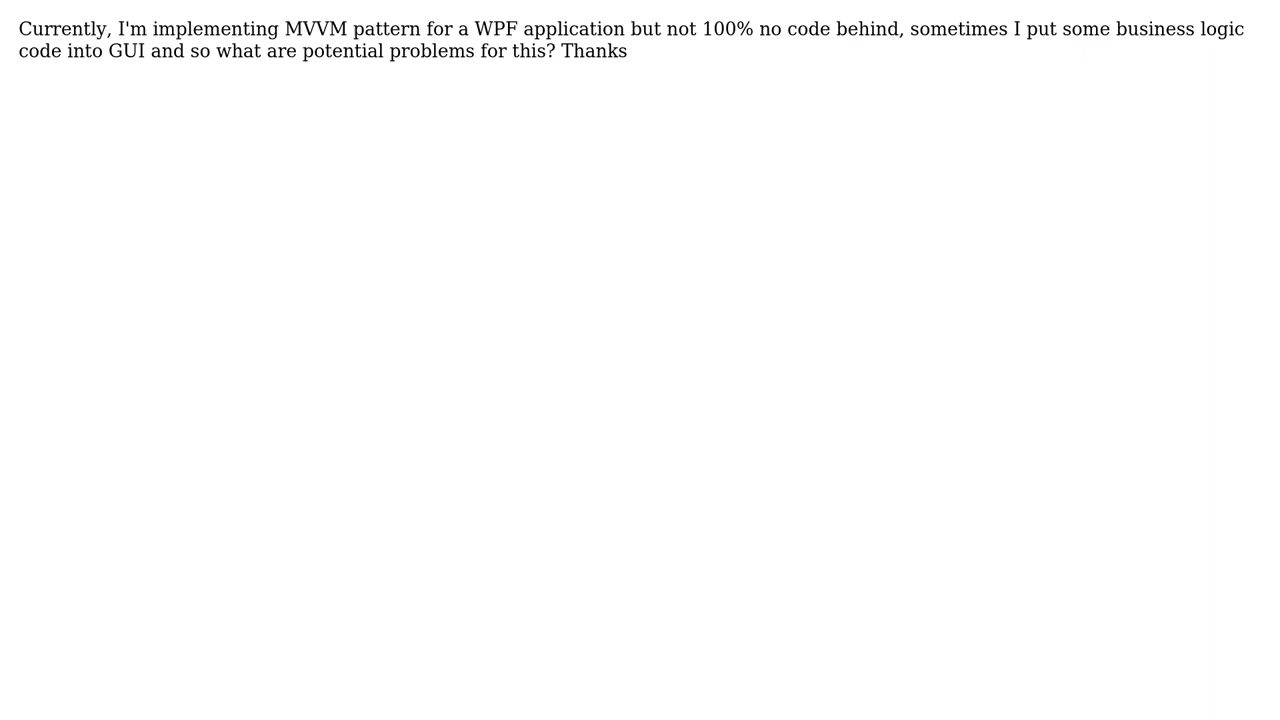 Currently, I'm implementing MVVM pattern for a WPF application but not 100% no code behind, sometimes I put some business logic
code into GUI and so what are potential problems for this? Thanks